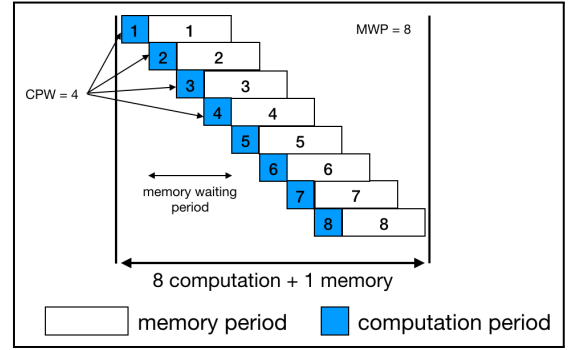 1 1 MWP = 8
2 2
CPW = 4 3 3
4 4
5 5
6 6
memory waiting
period
7 7
8 8
8 computation + 1 memory
memory period computation period